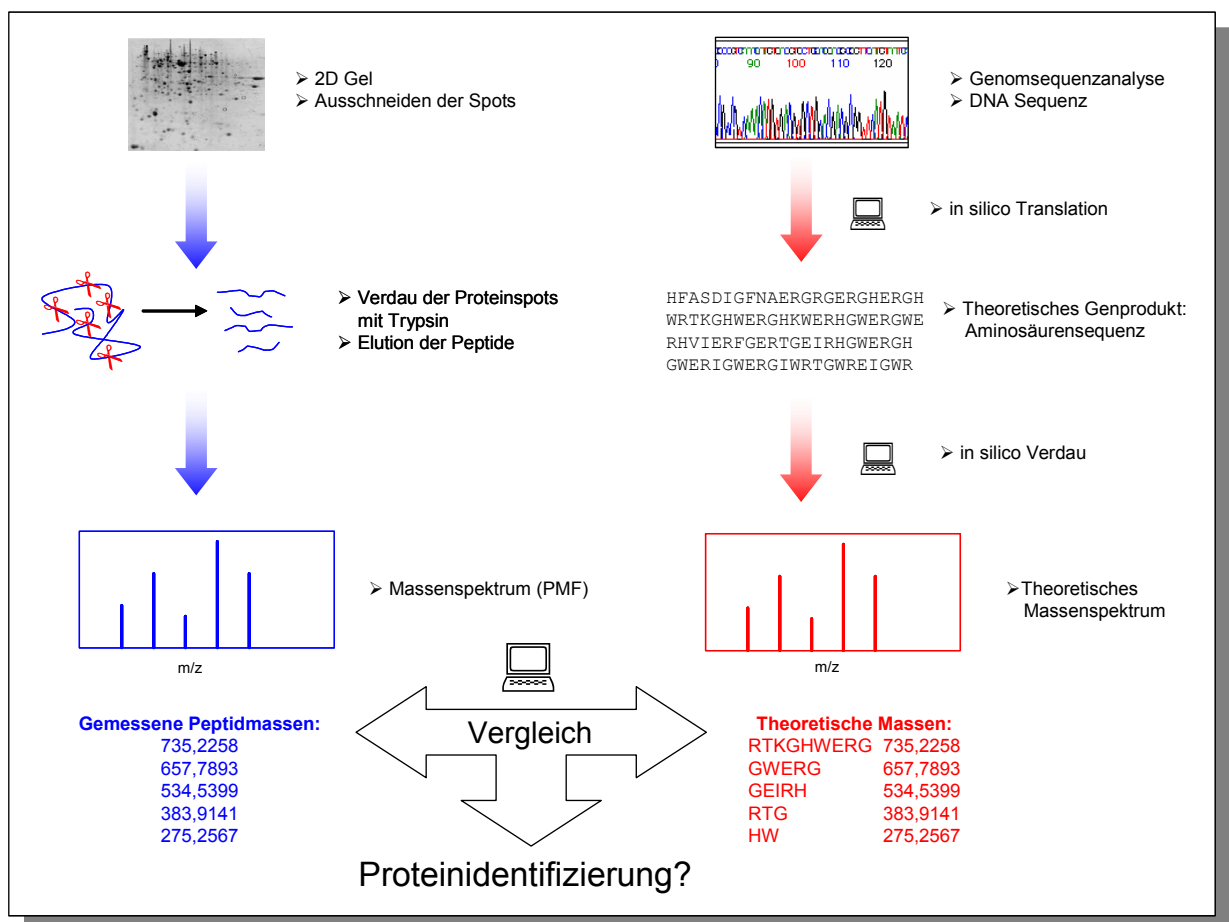 ➢ 2D Gel
➢ Ausschneiden der Spots
90 100 110 120
➢ Genomsequenzanalyse
➢ DNA Sequenz
➢ in silico Translation
➢ Verdau der Proteinspots
mit Trypsin
➢ Elution der Peptide
HFASDIGFNAERGRGERGHERGH
WRTKGHWERGHKWERHGWERGWE
RHVIERFGERTGEIRHGWERGH
GWERIGWERGIWRTGWREIGWR
➢ Theoretisches Genprodukt:
Aminosäurensequenz
➢ in silico Verdau
➢ Massenspektrum (PMF)
m/z
➢Theoretisches
Massenspektrum
m/z
Gemessene Peptidmassen:
735,2258
657,7893
534,5399
383,9141
275,2567
Vergleich
Theoretische Massen:
RTKGHWERG 735,2258
GWERG 657,7893
GEIRH 534,5399
RTG 383,9141
HW 275,2567
Proteinidentifizierung?